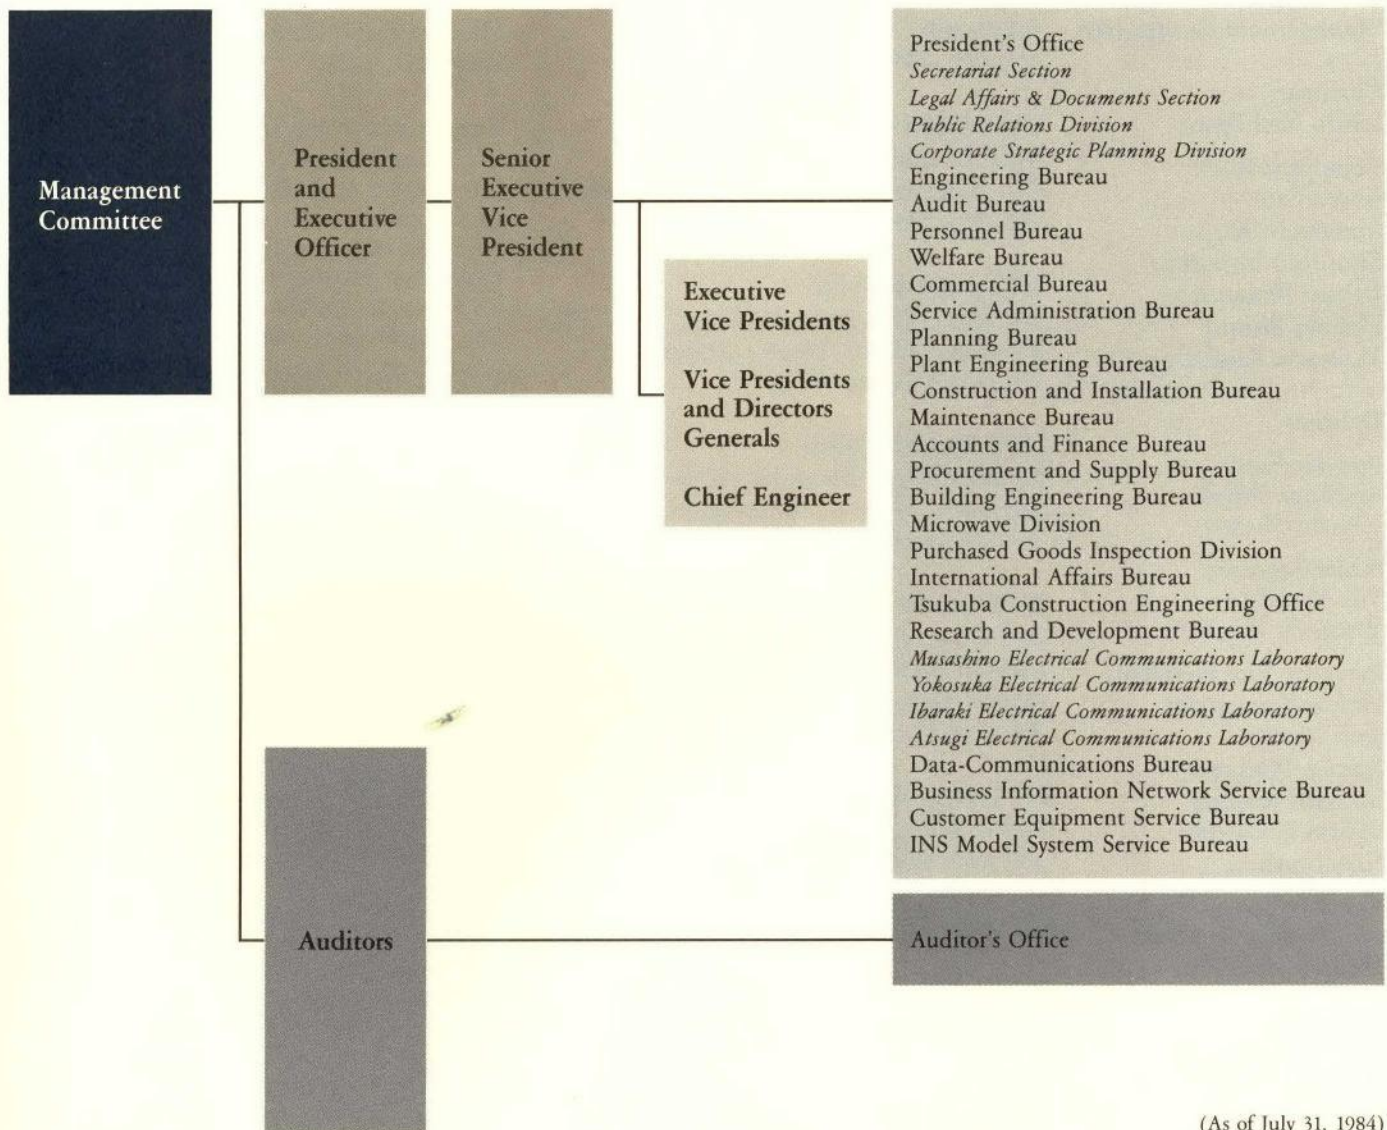 Management
Committee
President
and
Executive
Officer
Senior
Executive
Vice
President
Executive
Vice Presidents
Vice Presidents
and Directors
Generals
Chief Engineer
President's Office
Secretariat Section
Legal Affairs & Documents Section
Public Relations Division
Corporate Strategic Planning Division
Engineering Bureau
Audit Bureau
Personnel Bureau
Welfare Bureau
Commercial Bureau
Service Administration Bureau
Planning Bureau
Plant Engineering Bureau
Construction and Installation Bureau
Maintenance Bureau
Accounts and Finance Bureau
Procurement and Supply Bureau
Building Engineering Bureau
Microwave Division
Purchased Goods Inspection Division
International Affairs Bureau
Tsukuba Construction Engineering Office
Research and Development Bureau
Musashino Electrical Communications Laboratory
Yokosuka Electrical Communications Laboratory
Ibaraki Electrical Communications Laboratory
Atsugi Electrical Communications Laboratory
Data-Communications Bureau
Business Information Network Service Bureau
Customer Equipment Service Bureau
INS Model System Service Bureau
Auditors
Auditor's Office
(As of July 31, 1984)